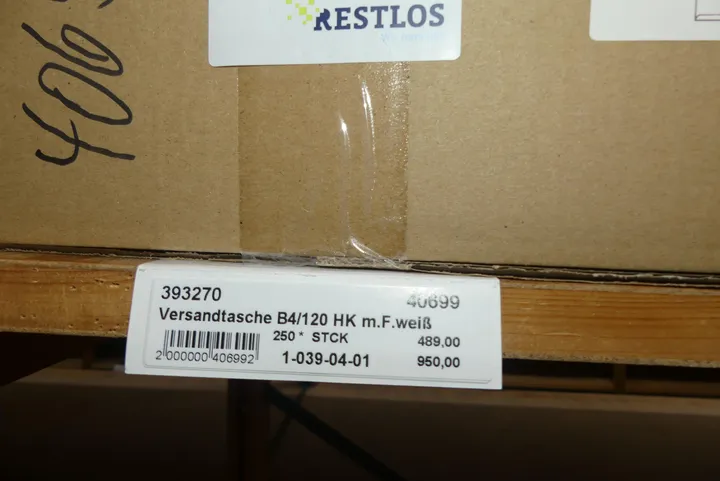 RESTLOS
406
393270 40699
Versandtasche B4/120 HK m.F.weiß
250 * STCK 489,00
2 000000 406992
1-039-04-01 950,00